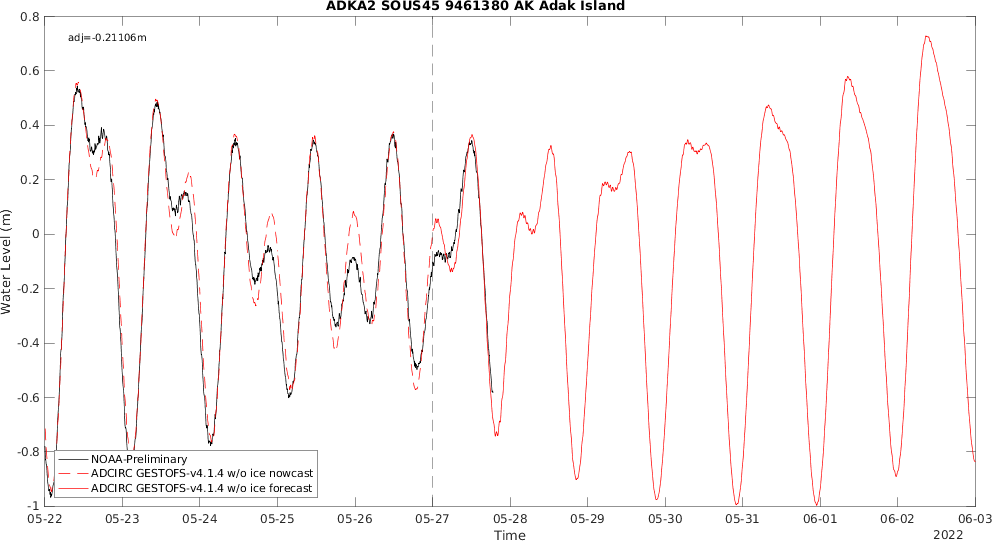 ADKA2 SOUS45 9461380 AK Adak Island
adj=-0.21106m
0.8
0.6
0.4
0.2
0
-0.2
-0.4
-0.6
-0.8
-1
Water Level (m)
NOAA-Preliminary
ADCIRC GESTOFS-v4.1.4 w/o ice nowcast
ADCIRC GESTOFS-v4.1.4 w/o ice forecast
05-22 05-23 05-24 05-25 05-26 05-27 05-28 05-29 05-30 05-31 06-01 06-02 06-03
Time
2022